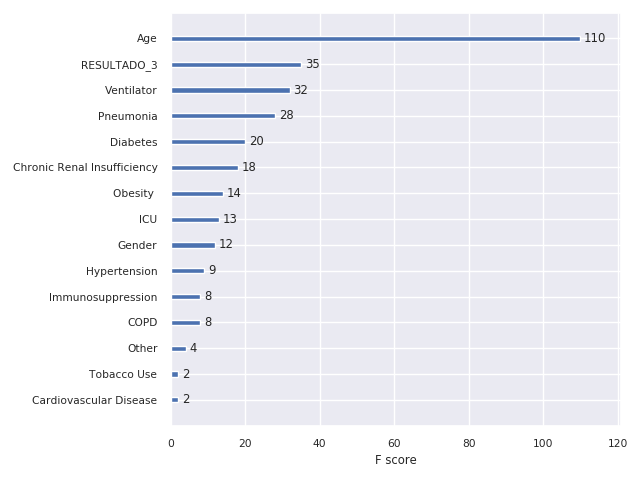 Age 110
RESULTADO_3 35
Ventilator 32
Pneumonia 28
Diabetes 20
Chronic Renal Insufficiency 18
Obesity 14
ICU 13
Gender 12
Hypertension 9
Immunosuppression 8
COPD 8
Other 4
Tobacco Use 2
Cardiovascular Disease 2
0 20 40 60 80 100 120
F score